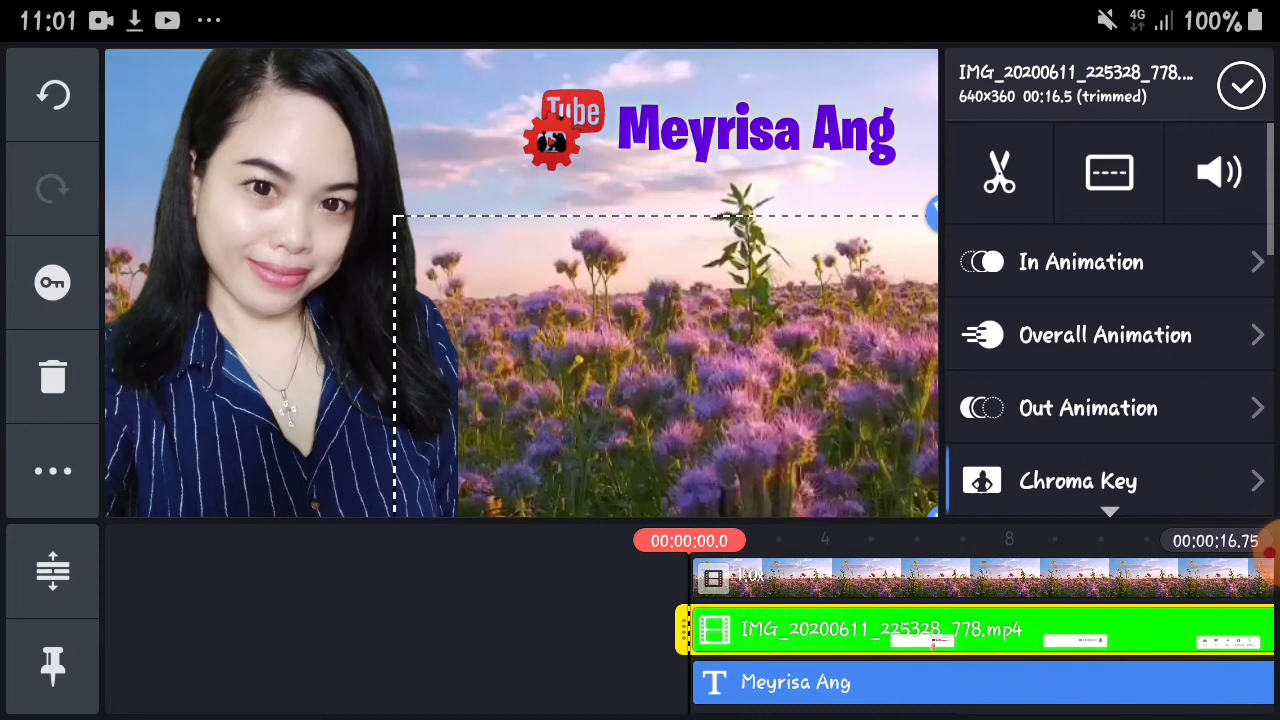 11:01
4G
100%
Tube
Meyrisa Ang
IMG_20200611_225328_778....
640×360 00:16.5 (trimmed)
In Animation
Overall Animation
Out Animation
Chroma Key
00:00:00.0
4
8
00:00:16.75
1.0x
IMG_20200611_225328_778.mp4
T
Meyrisa Ang